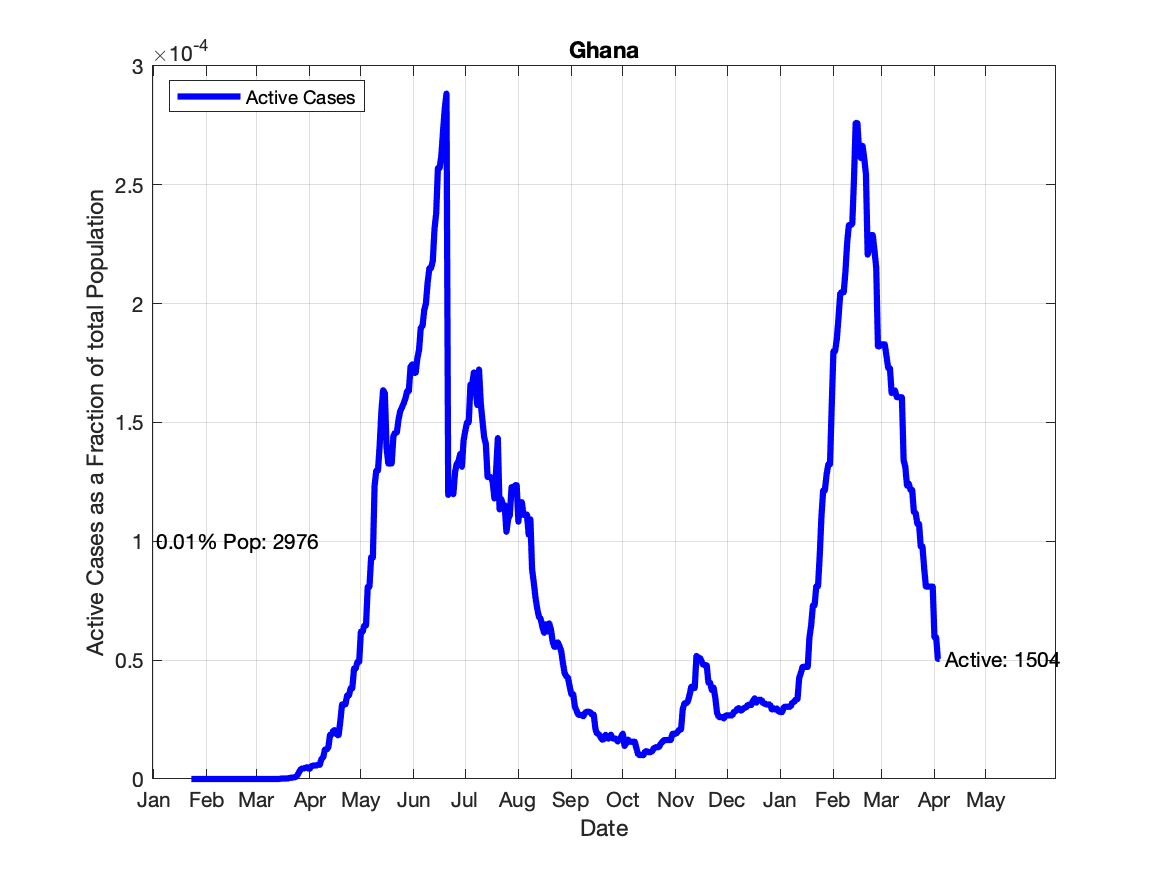 Ghana
×10-4
Active Cases
3
2.5
2
1.5
1
0.5
0
Active Cases as a Fraction of total Population
0.01% Pop: 2976
Active: 1504
Jan Feb Mar Apr May Jun Jul Aug Sep Oct Nov Dec Jan Feb Mar Apr May
Date